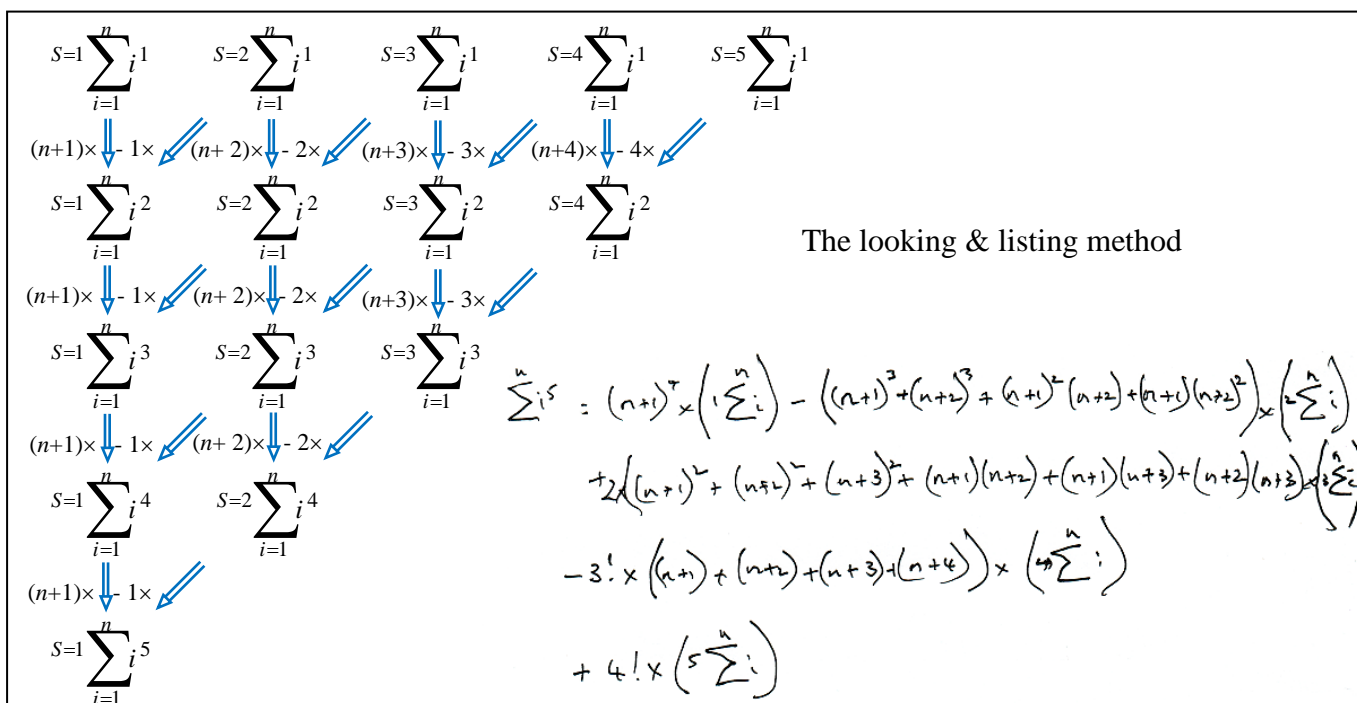 S=1 ∑_{i=1}^{n} i^1 S=2 ∑_{i=1}^{n} i^1 S=3 ∑_{i=1}^{n} i^1 S=4 ∑_{i=1}^{n} i^1 S=5 ∑_{i=1}^{n} i^1
(n+1)× - 1× (n+ 2)× - 2× (n+3)× - 3× (n+4)× - 4×
S=1 ∑_{i=1}^{n} i^2 S=2 ∑_{i=1}^{n} i^2 S=3 ∑_{i=1}^{n} i^2 S=4 ∑_{i=1}^{n} i^2
The looking & listing method
(n+1)× - 1× (n+ 2)× - 2× (n+3)× - 3×
S=1 ∑_{i=1}^{n} i^3 S=2 ∑_{i=1}^{n} i^3 S=3 ∑_{i=1}^{n} i^3
(n+1)× - 1× (n+ 2)× - 2×
S=1 ∑_{i=1}^{n} i^4 S=2 ∑_{i=1}^{n} i^4
(n+1)× - 1×
S=1 ∑_{i=1}^{n} i^5
∑^n i^5 = (n+1)^4 × (1 ∑^n i) - ((n+1)^3 + (n+2)^3 + (n+1)^2 (n+2) + (n+1)(n+2)^2) × (2 ∑^n i)
+ 2×((n+1)^2 + (n+2)^2 + (n+3)^2 + (n+1)(n+2) + (n+1)(n+3) + (n+2)(n+3) × (3 ∑^n i)
- 3! × ((n+1) + (n+2) + (n+3) + (n+4)) × (4 ∑^n i)
+ 4! × (5 ∑^n i)